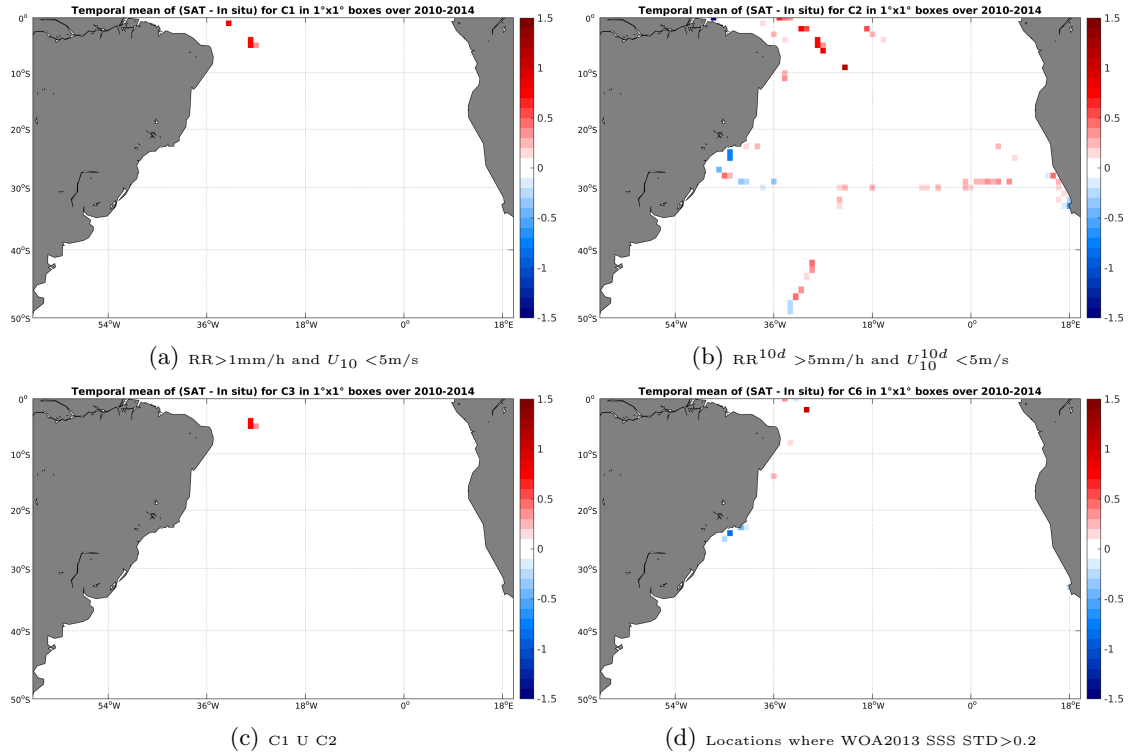 Temporal mean of (SAT - In situ) for C1 in 1°x1° boxes over 2010-2014
0°
10°S
20°S
30°S
40°S
50°S
54°W 36°W 18°W 0° 18°E
1.5
1
0.5
0
-0.5
-1
-1.5
(a) RR>1mm/h and U10 <5m/s
Temporal mean of (SAT - In situ) for C2 in 1°x1° boxes over 2010-2014
0°
10°S
20°S
30°S
40°S
50°S
54°W 36°W 18°W 0° 18°E
1.5
1
0.5
0
-0.5
-1
-1.5
(b) RR^10d >5mm/h and U10^10d <5m/s
Temporal mean of (SAT - In situ) for C3 in 1°x1° boxes over 2010-2014
0°
10°S
20°S
30°S
40°S
50°S
54°W 36°W 18°W 0° 18°E
1.5
1
0.5
0
-0.5
-1
-1.5
(c) C1 U C2
Temporal mean of (SAT - In situ) for C6 in 1°x1° boxes over 2010-2014
0°
10°S
20°S
30°S
40°S
50°S
54°W 36°W 18°W 0° 18°E
1.5
1
0.5
0
-0.5
-1
-1.5
(d) Locations where WOA2013 SSS STD>0.2